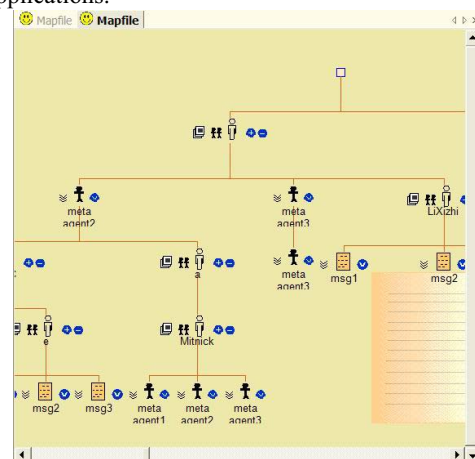 applications.
Mapfile Mapfile
meta
agent2
meta
agent3
LiXizhi
a
meta
agent3
msg1
msg2
e
Mitnick
msg2
msg3
meta
agent1
meta
agent2
meta
agent3